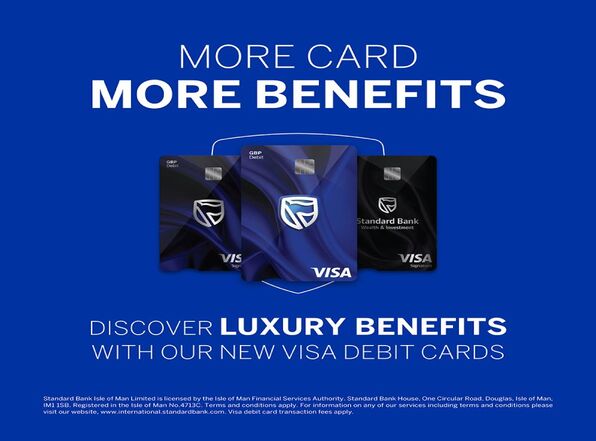 MORE CARD
MORE BENEFITS
GBP
Debit
VISA
Signature
GBP
Debit
VISA
Standard Bank
Wealth & Investment
VISA
Signature
DISCOVER LUXURY BENEFITS
WITH OUR NEW VISA DEBIT CARDS
Standard Bank Isle of Man Limited is licensed by the Isle of Man Financial Services Authority. Standard Bank House, One Circular Road, Douglas, Isle of Man,
IM1 1SB. Registered in the Isle of Man No.4713C. Terms and conditions apply. For information on any of our services including terms and conditions please
visit our website, www.international.standardbank.com. Visa debit card transaction fees apply.